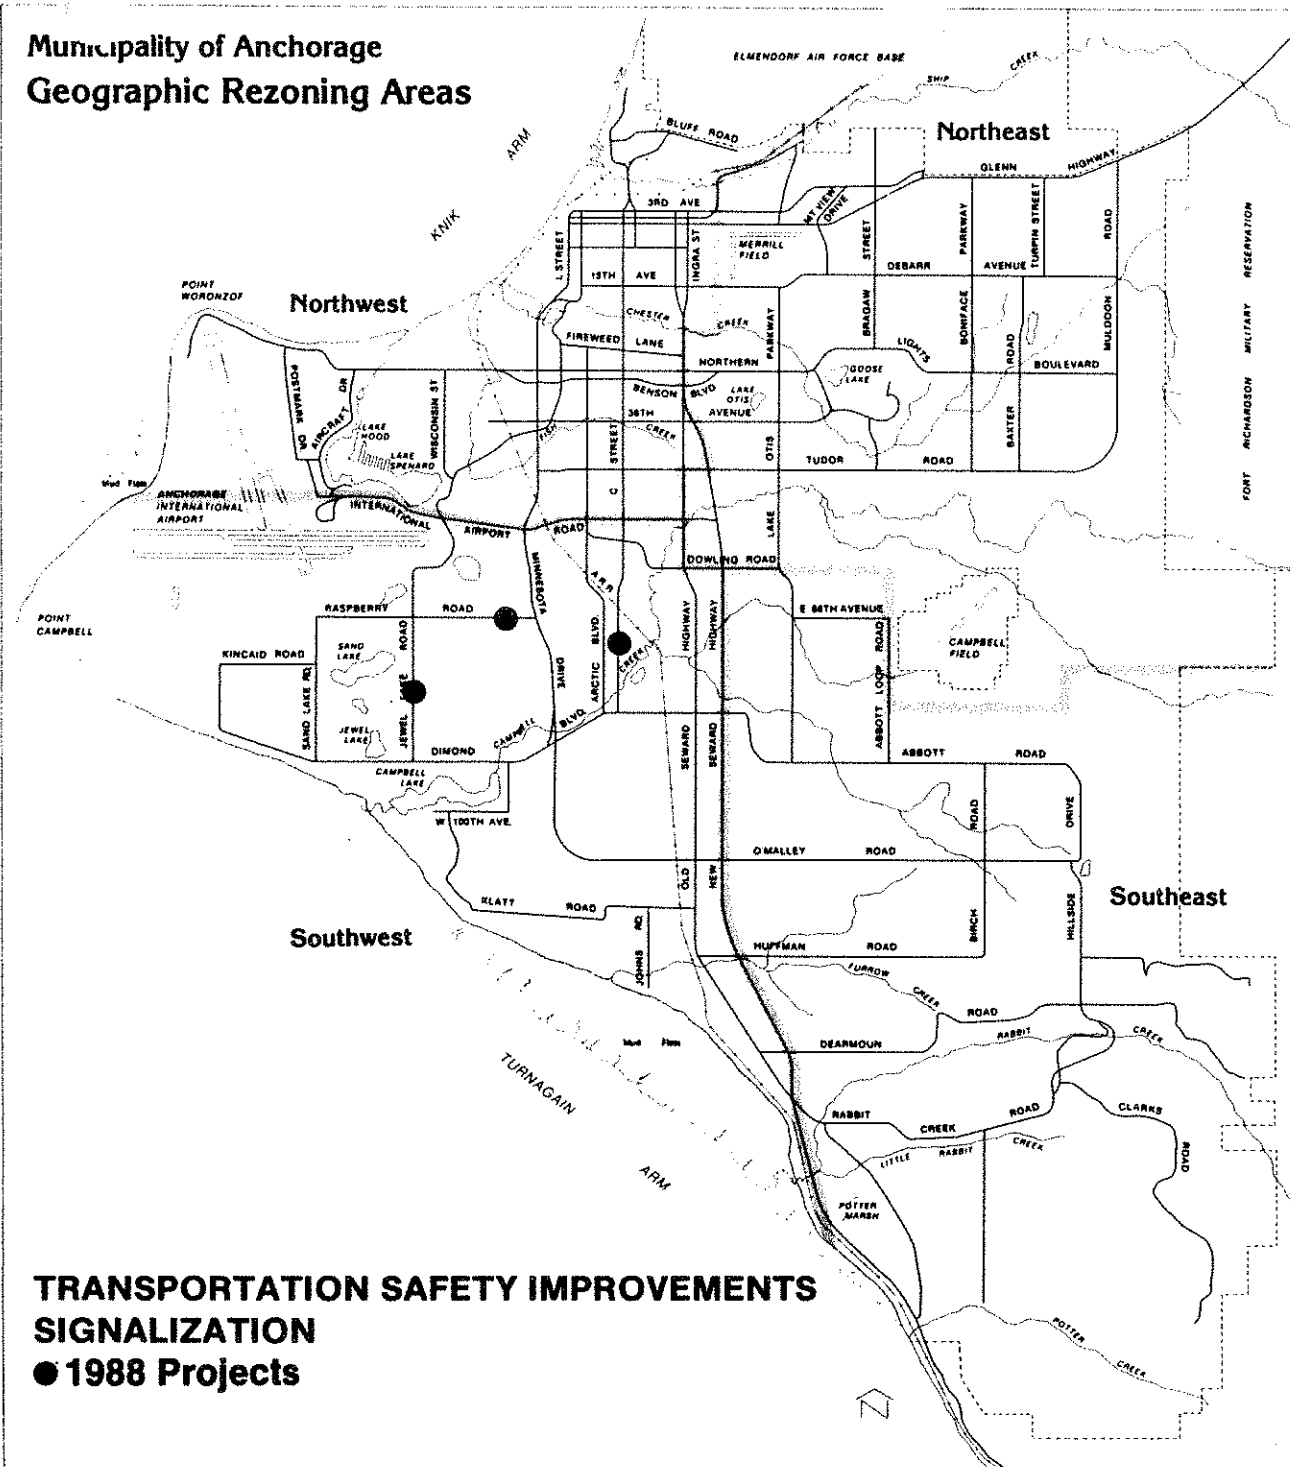 Municipality of Anchorage
Geographic Rezoning Areas
ELMENDORF AIR FORCE BASE
SHIP
CREEK
KNIK
ARM
BLUFF ROAD
Northeast
GLENN
HIGHWAY
3RD AVE
MT VIEW
DRIVE
L STREET
INGRA ST
MERRILL
FIELD
STREET
PARKWAY
TURPIN STREET
ROAD
DEBARR
AVENUE
15TH AVE
FORT RICHARDSON MILITARY RESERVATION
POINT
WORONZOF
Northwest
CHESTER
CREEK
FIREWEED LANE
PARKWAY
BRAGAW
LIGHTS
BONIFACE
ROAD
MULDOON
NORTHERN
BOULEVARD
POSTMARK DR
AIRCRAFT DR
WISCONSIN ST
BENSON BLVD
LAKE
OTIS
GOOSE
LAKE
36TH
AVENUE
LAKE
HOOD
LAKE
SPENARD
FISH
CREEK
C STREET
OTIS
BAXTER
TUDOR
ROAD
Mud Flats
ANCHORAGE
INTERNATIONAL
AIRPORT
INTERNATIONAL
AIRPORT
ROAD
LAKE
DOWLING ROAD
MINNESOTA
A.R.R
POINT
CAMPBELL
RASPBERRY
ROAD
E 68TH AVENUE
HIGHWAY
HIGHWAY
KINCAID ROAD
SAND
LAKE
ROAD
BLVD.
CREEK
CAMPBELL
FIELD
SAND LAKE RD.
JEWEL LAKE
DRIVE
ARCTIC
ABBOTT LOOP ROAD
JEWEL
LAKE
DIMOND
CAMPBELL
BLVD.
SEWARD
SEWARD
ABBOTT
ROAD
CAMPBELL
LAKE
W 100TH AVE.
ROAD
DRIVE
O'MALLEY
ROAD
OLD
NEW
KLATT
ROAD
JOHNS RD.
BIRCH
HILLSIDE
Southeast
Southwest
HUFFMAN
ROAD
FURROW
CREEK
ROAD
RABBIT
CREEK
Mud Flats
DEARMOUN
TURNAGAIN
ARM
RABBIT
CREEK
ROAD
CLARKS
ROAD
LITTLE
RABBIT
CREEK
POTTER
MARSH
TRANSPORTATION SAFETY IMPROVEMENTS
SIGNALIZATION
● 1988 Projects
POTTER
CREEK
N